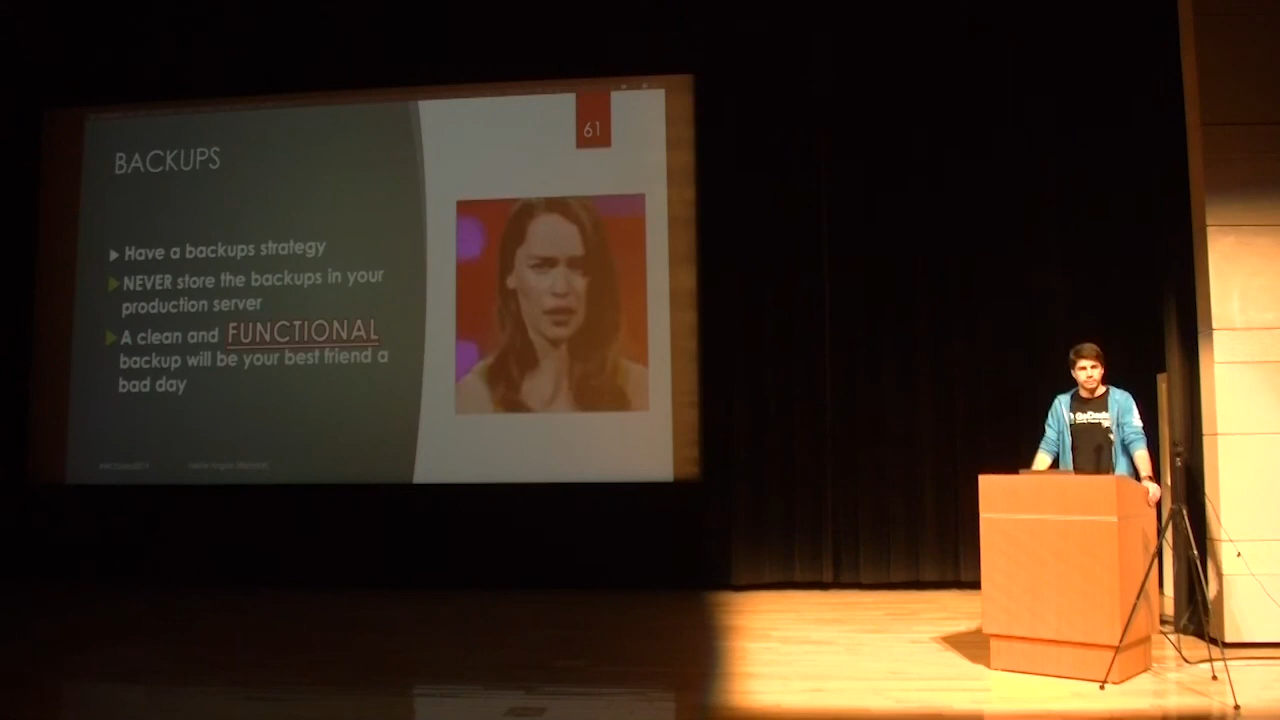 61
BACKUPS
Have a backups strategy
NEVER store the backups in your
production server
A clean and FUNCTIONAL
backup will be your best friend a
bad day